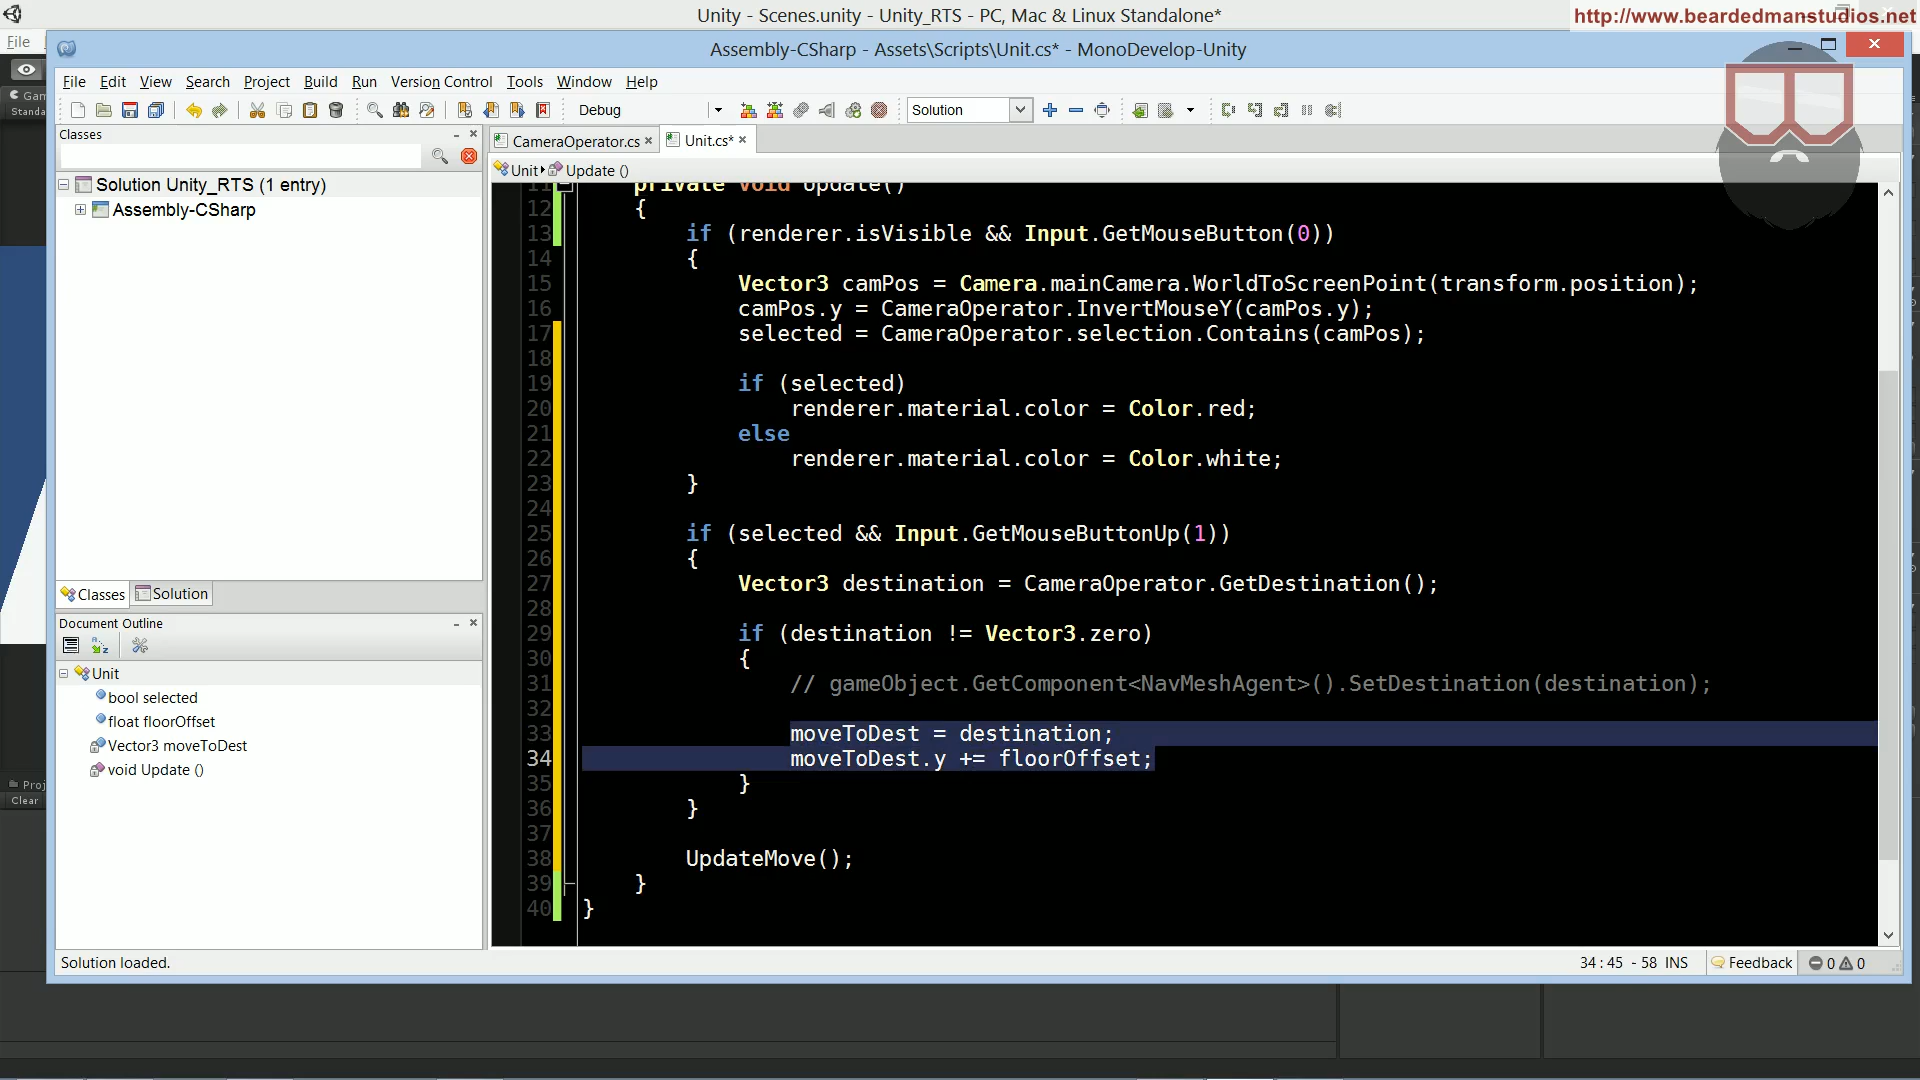 Unity - Scenes.unity - Unity_RTS - PC, Mac & Linux Standalone*
http://www.beardedmanstudios.net
File
Assembly-CSharp - Assets\Scripts\Unit.cs* - MonoDevelop-Unity
File Edit View Search Project Build Run Version Control Tools Window Help
Gam
Standa
Debug
Solution
Classes
CameraOperator.cs
Unit.cs*
Unit
Update ()
Solution Unity_RTS (1 entry)
Assembly-CSharp
11 private void Update()
12 {
13 if (renderer.isVisible && Input.GetMouseButton(0))
14 {
15 Vector3 camPos = Camera.mainCamera.WorldToScreenPoint(transform.position);
16 camPos.y = CameraOperator.InvertMouseY(camPos.y);
17 selected = CameraOperator.selection.Contains(camPos);
18
19 if (selected)
20 renderer.material.color = Color.red;
21 else
22 renderer.material.color = Color.white;
23 }
24
25 if (selected && Input.GetMouseButtonUp(1))
26 {
27 Vector3 destination = CameraOperator.GetDestination();
28
29 if (destination != Vector3.zero)
30 {
31 // gameObject.GetComponent<NavMeshAgent>().SetDestination(destination);
32
33 moveToDest = destination;
34 moveToDest.y += floorOffset;
35 }
36 }
37
38 UpdateMove();
39 }
40 }
Classes
Solution
Document Outline
Unit
bool selected
float floorOffset
Vector3 moveToDest
void Update ()
Proj
Clear
Solution loaded.
34 : 45 - 58 INS
Feedback
0
0